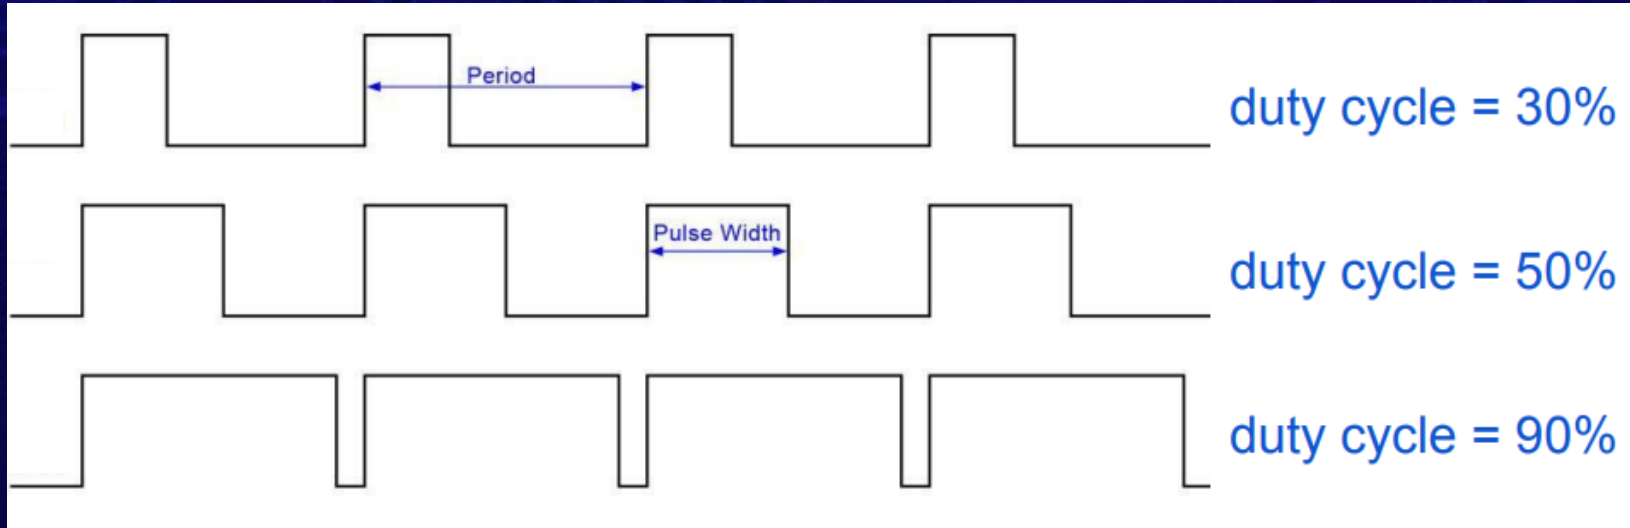 Period
duty cycle = 30%
Pulse Width
duty cycle = 50%
duty cycle = 90%